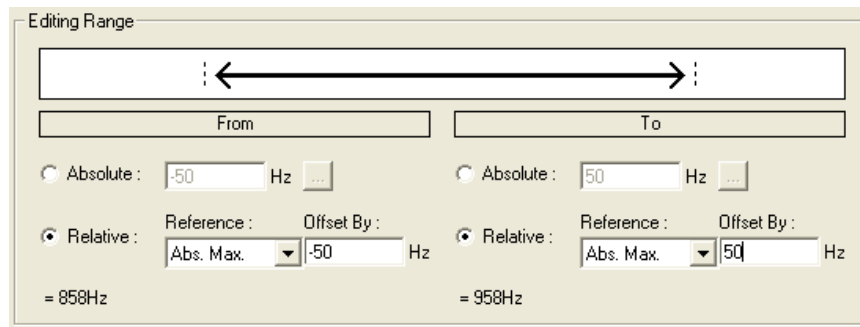 Editing Range
From
To
Absolute : -50 Hz ...
Absolute : 50 Hz ...
Reference : Offset By :
Relative : Abs. Max. -50 Hz
Reference : Offset By :
Relative : Abs. Max. 50 Hz
= 858Hz
= 958Hz